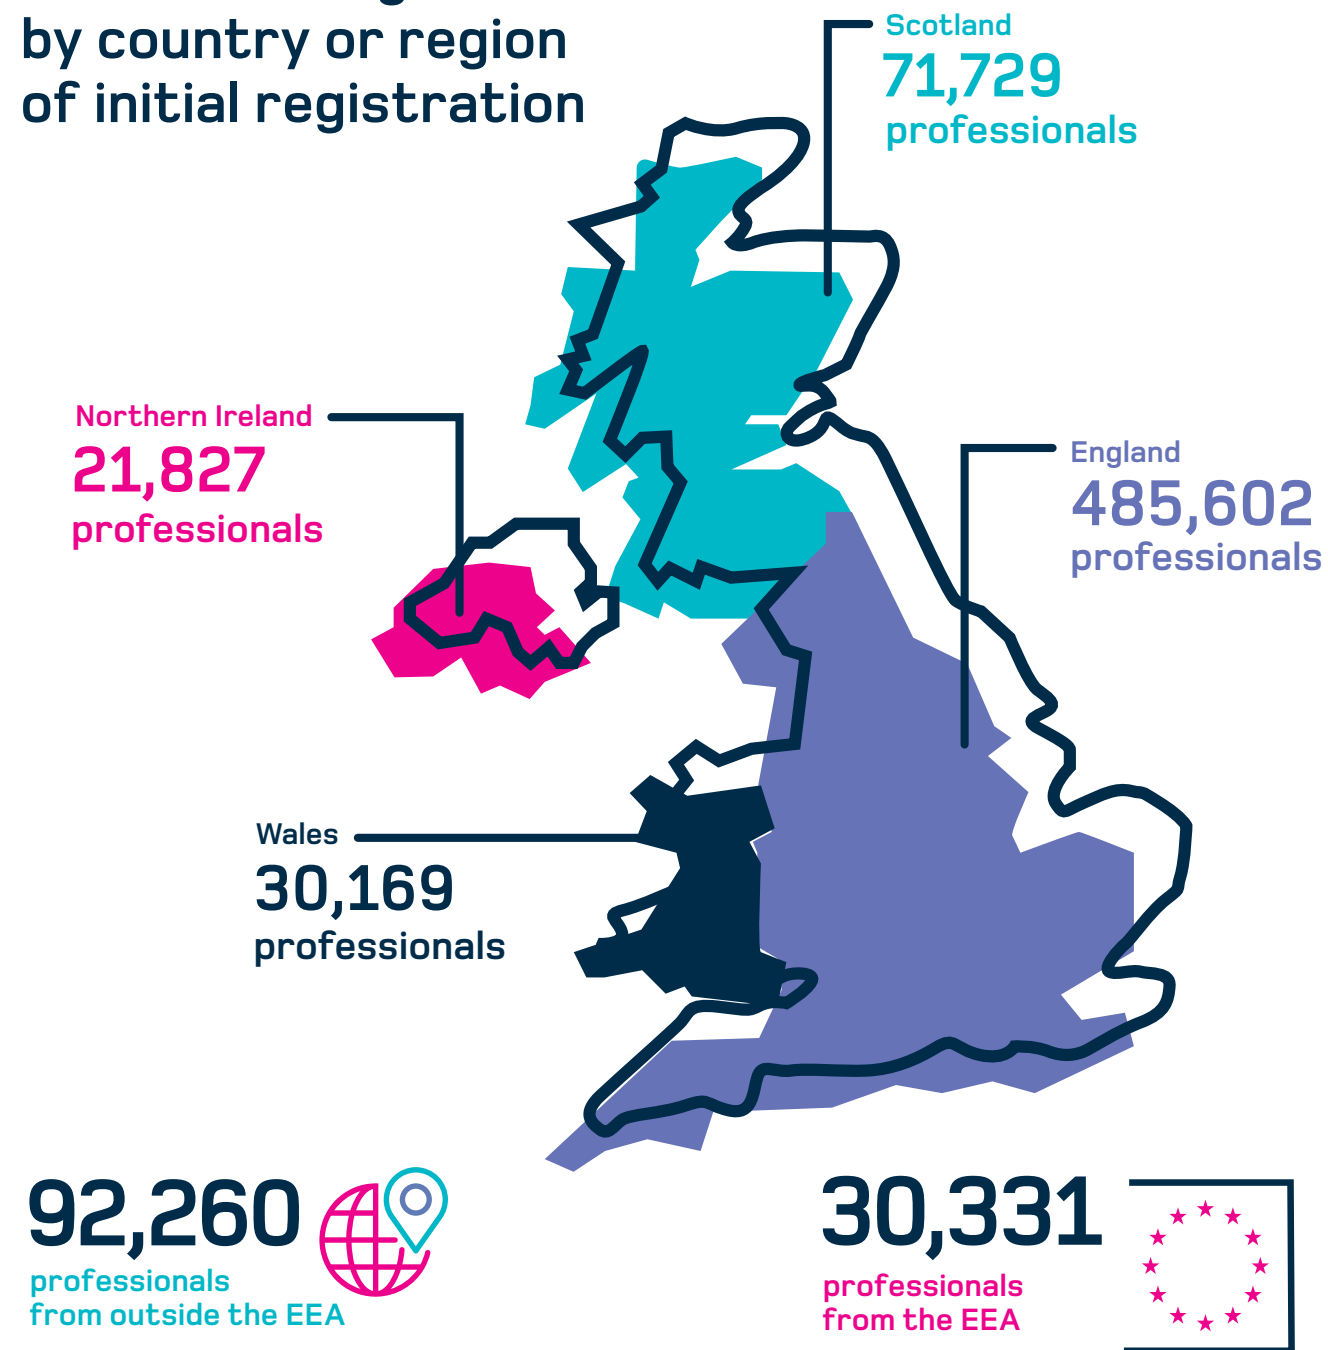 by country or region
of initial registration
Scotland
71,729
professionals
Northern Ireland
21,827
professionals
England
485,602
professionals
Wales
30,169
professionals
92,260
professionals
from outside the EEA
30,331
professionals
from the EEA